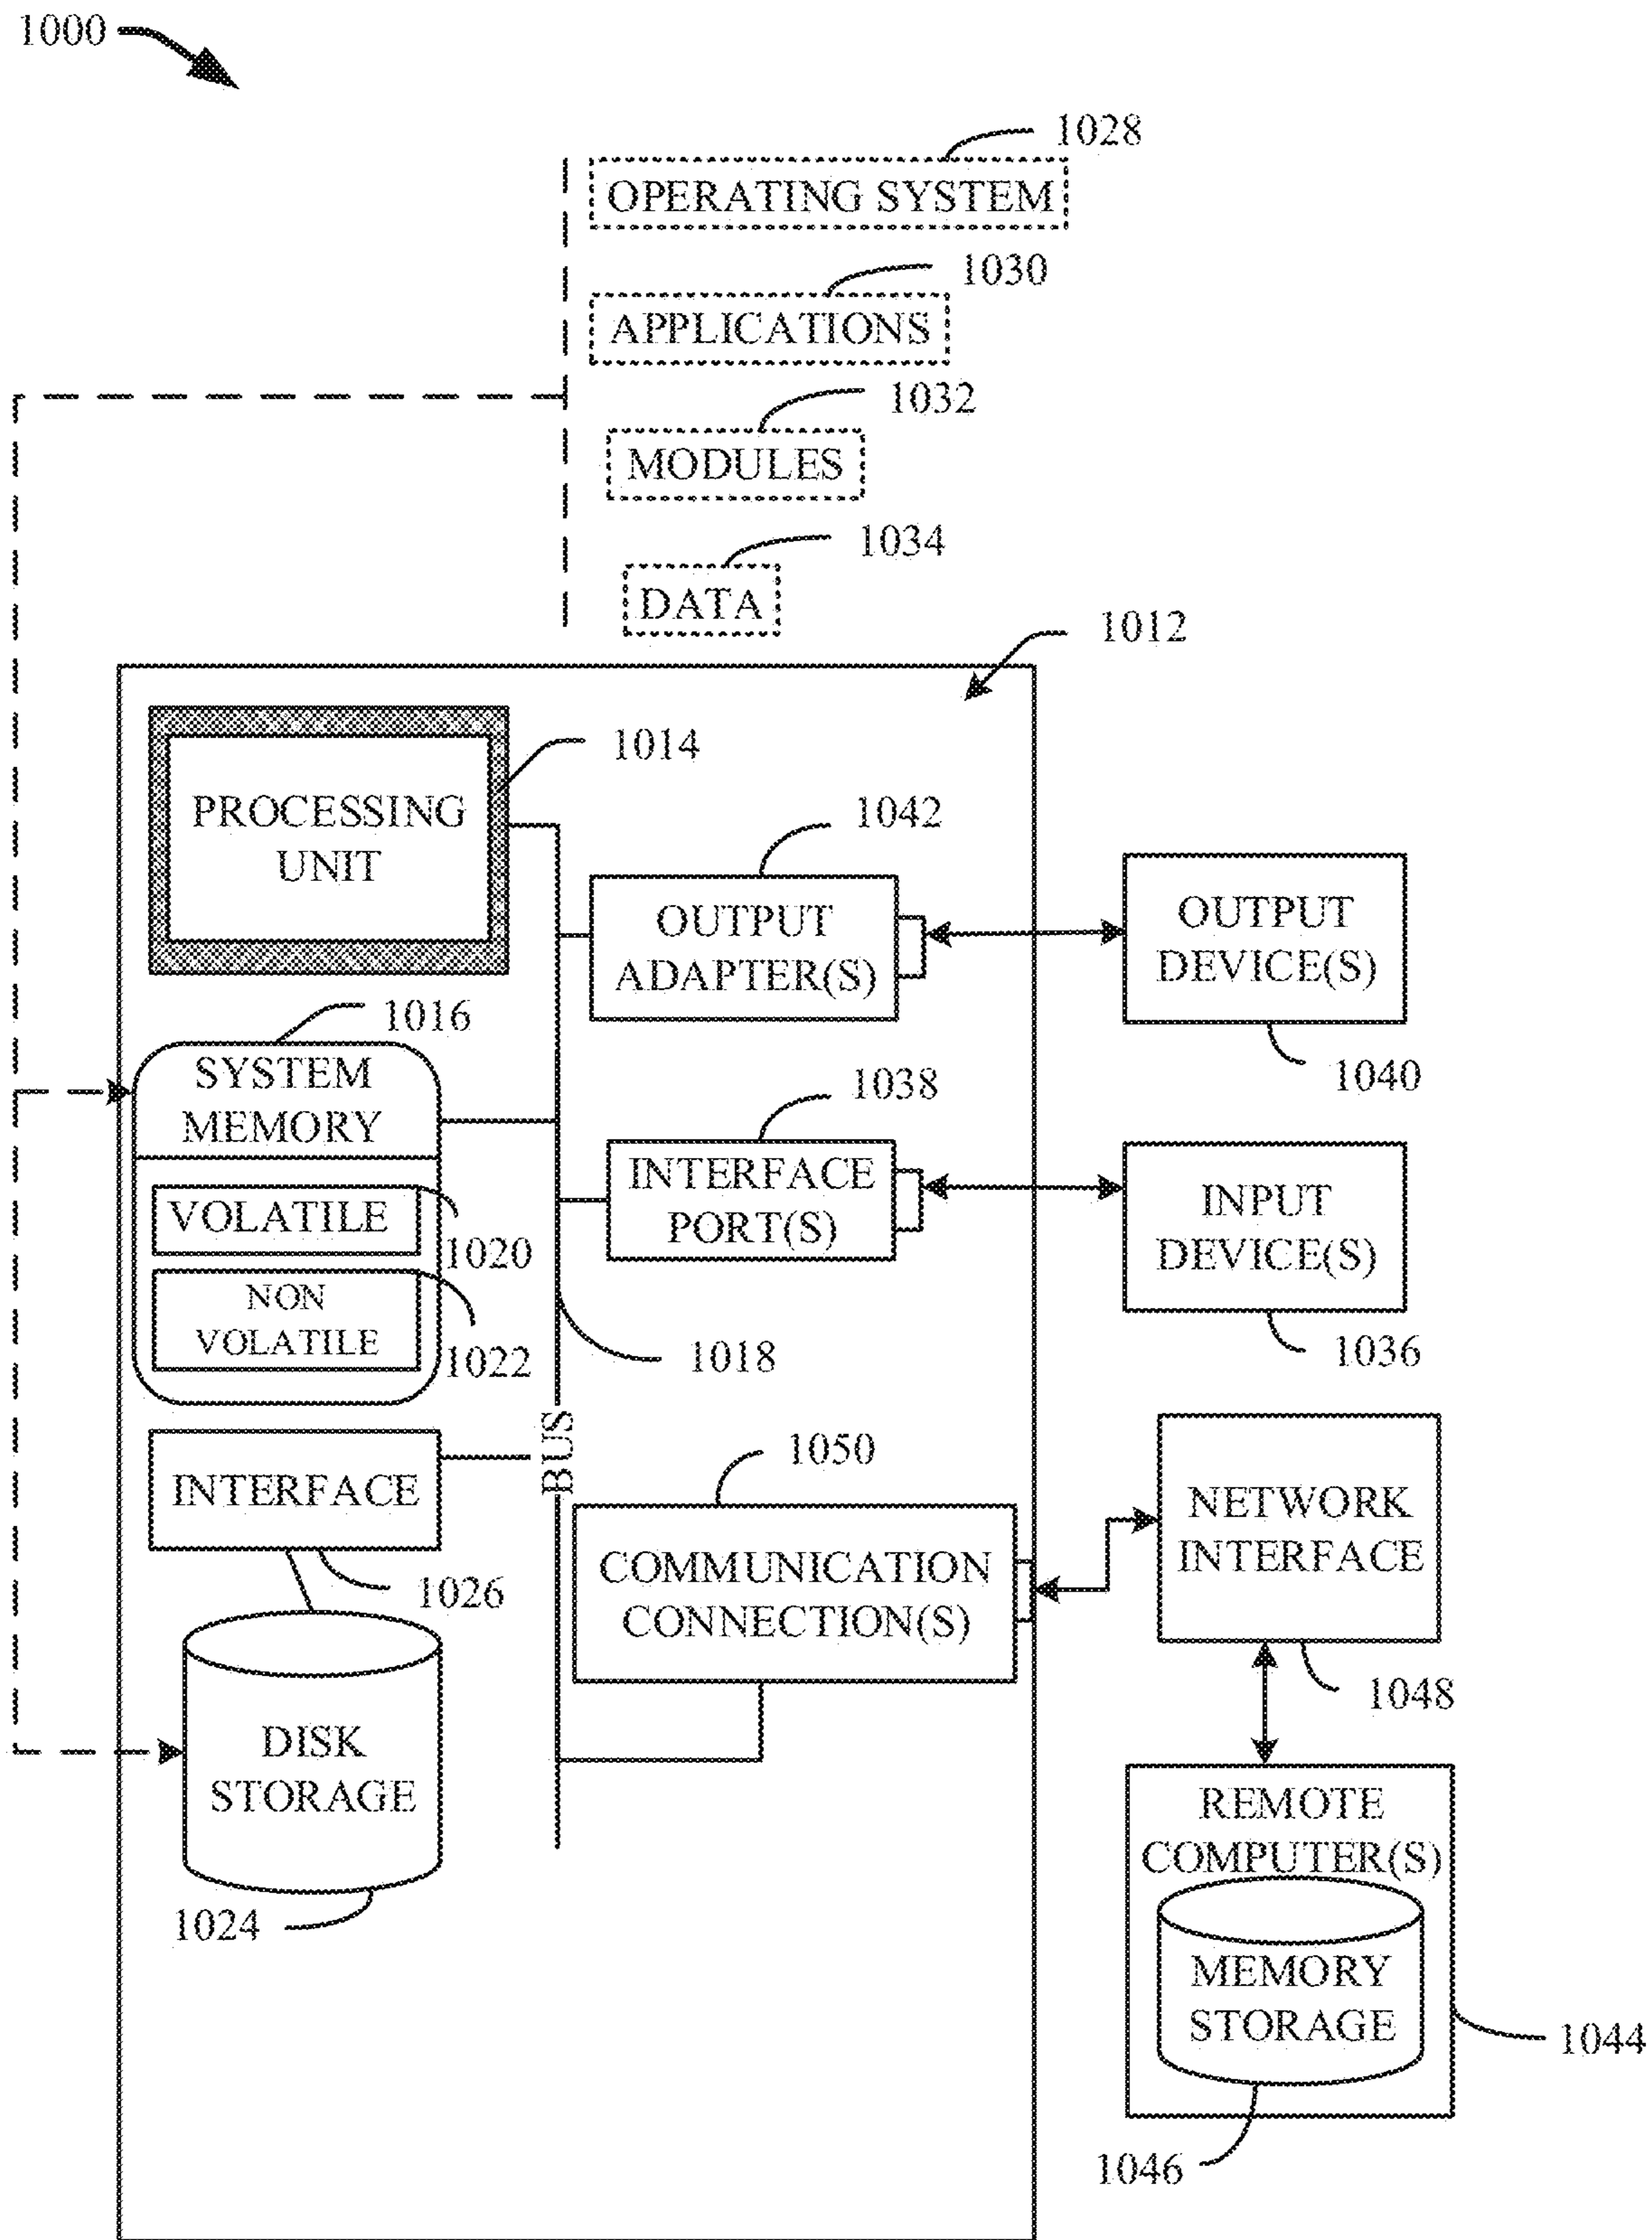 1000
1028
OPERATING SYSTEM
1030
APPLICATIONS
1032
MODULES
1034
DATA
1012
1014
PROCESSING
UNIT
1042
OUTPUT
ADAPTER(S)
OUTPUT
DEVICE(S)
1040
1016
SYSTEM
MEMORY
VOLATILE
1020
NON
VOLATILE
1022
1038
INTERFACE
PORT(S)
INPUT
DEVICE(S)
1036
1018
BUS
INTERFACE
1026
1050
COMMUNICATION
CONNECTION(S)
NETWORK
INTERFACE
1048
DISK
STORAGE
1024
REMOTE
COMPUTER(S)
MEMORY
STORAGE
1044
1046